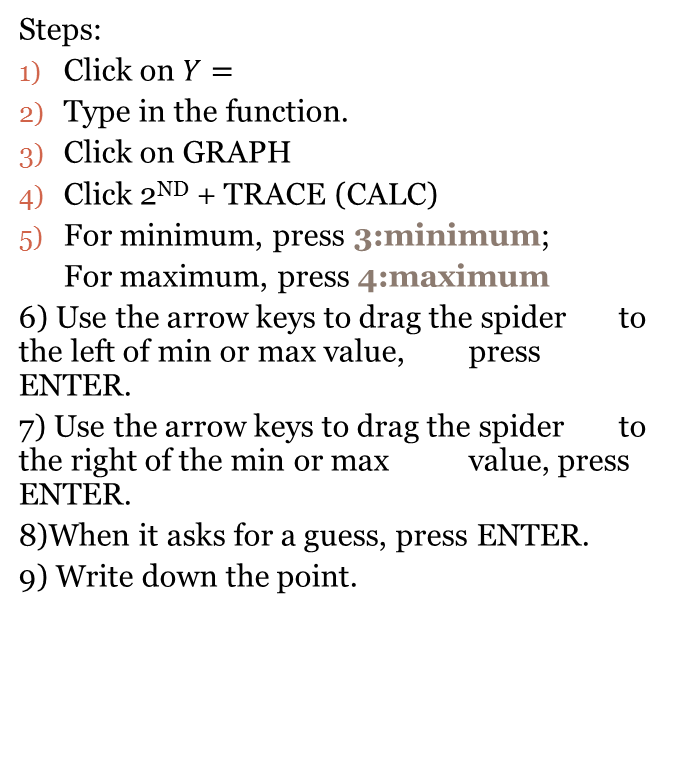 Steps:
1) Click on Y =
2) Type in the function.
3) Click on GRAPH
4) Click 2ND + TRACE (CALC)
5) For minimum, press 3:minimum;
For maximum, press 4:maximum
6) Use the arrow keys to drag the spider to
the left of min or max value, press
ENTER.
7) Use the arrow keys to drag the spider to
the right of the min or max value, press
ENTER.
8)When it asks for a guess, press ENTER.
9) Write down the point.